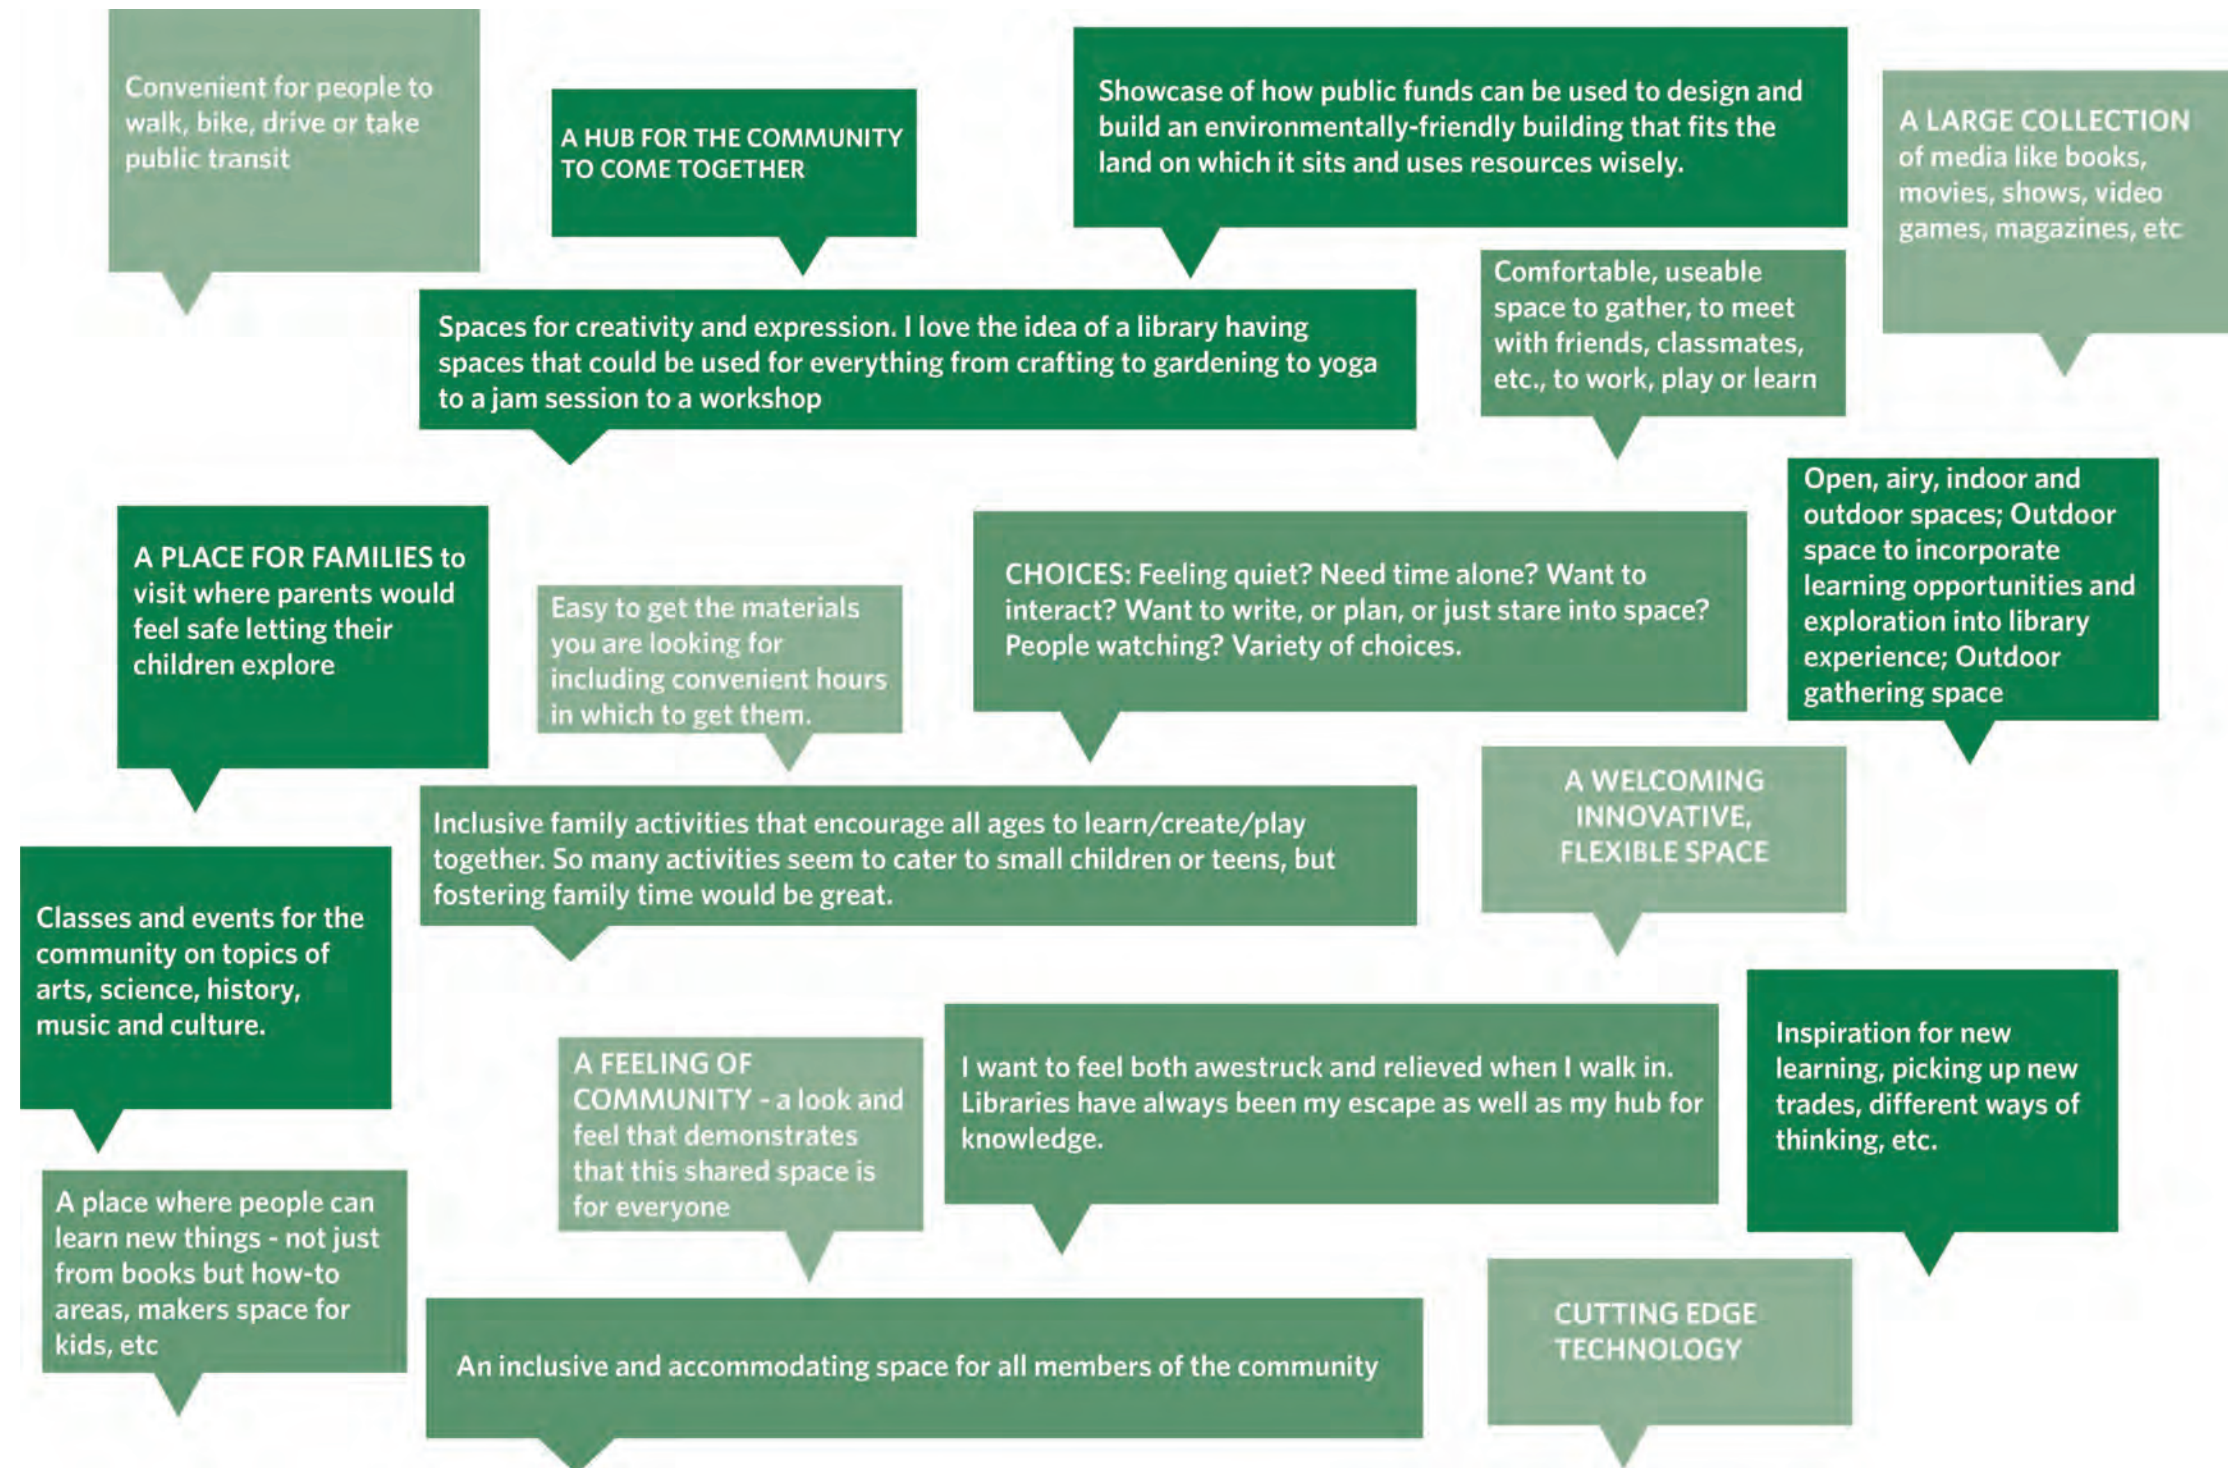 Convenient for people to
walk, bike, drive or take
public transit
A HUB FOR THE COMMUNITY
TO COME TOGETHER
Showcase of how public funds can be used to design and
build an environmentally-friendly building that fits the
land on which it sits and uses resources wisely.
A LARGE COLLECTION
of media like books,
movies, shows, video
games, magazines, etc
Spaces for creativity and expression. I love the idea of a library having
spaces that could be used for everything from crafting to gardening to yoga
to a jam session to a workshop
Comfortable, useable
space to gather, to meet
with friends, classmates,
etc., to work, play or learn
Open, airy, indoor and
outdoor spaces; Outdoor
space to incorporate
learning opportunities and
exploration into library
experience; Outdoor
gathering space
A PLACE FOR FAMILIES to
visit where parents would
feel safe letting their
children explore
Easy to get the materials
you are looking for
including convenient hours
in which to get them.
CHOICES: Feeling quiet? Need time alone? Want to
interact? Want to write, or plan, or just stare into space?
People watching? Variety of choices.
A WELCOMING
INNOVATIVE,
FLEXIBLE SPACE
Inclusive family activities that encourage all ages to learn/create/play
together. So many activities seem to cater to small children or teens, but
fostering family time would be great.
Classes and events for the
community on topics of
arts, science, history,
music and culture.
A FEELING OF
COMMUNITY - a look and
feel that demonstrates
that this shared space is
for everyone
I want to feel both awestruck and relieved when I walk in.
Libraries have always been my escape as well as my hub for
knowledge.
Inspiration for new
learning, picking up new
trades, different ways of
thinking, etc.
A place where people can
learn new things - not just
from books but how-to
areas, makers space for
kids, etc
An inclusive and accommodating space for all members of the community
CUTTING EDGE
TECHNOLOGY